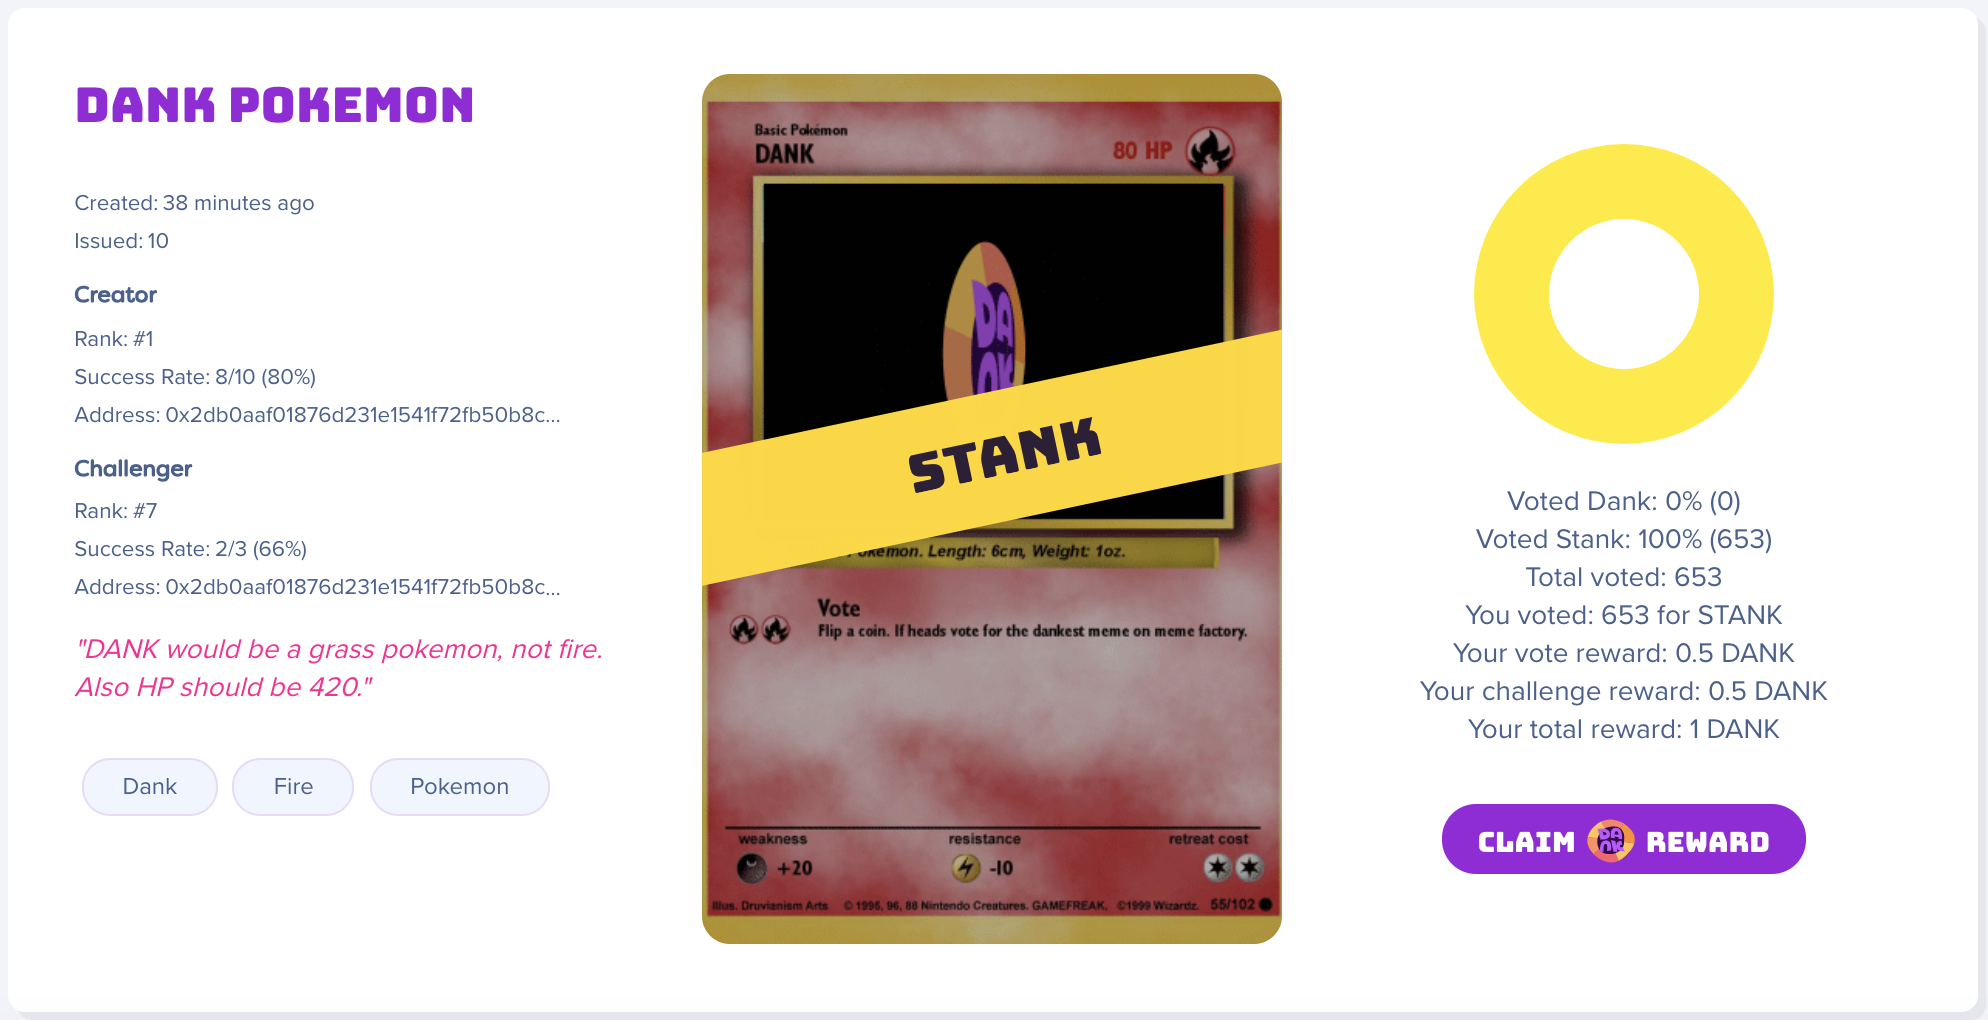 DANK POKEMON
Created: 38 minutes ago
Issued: 10
Creator
Rank: #1
Success Rate: 8/10 (80%)
Address: 0x2db0aaf01876d231e1541f72fb50b8c...
Challenger
Rank: #7
Success Rate: 2/3 (66%)
Address: 0x2db0aaf01876d231e1541f72fb50b8c...
"DANK would be a grass pokemon, not fire.
Also HP should be 420."
Dank
Fire
Pokemon
Basic Pokémon
DANK
80 HP
DA
NK
STANK
Pokemon. Length: 6cm, Weight: 1oz.
Vote
Flip a coin. If heads vote for the dankest meme on meme factory.
weakness
resistance
retreat cost
+20
-10
Illus. Druvianism Arts
© 1995, 96, 88 Nintendo Creatures. GAMEFREAK. ©1999 Wizardz.
55/102
Voted Dank: 0% (0)
Voted Stank: 100% (653)
Total voted: 653
You voted: 653 for STANK
Your vote reward: 0.5 DANK
Your challenge reward: 0.5 DANK
Your total reward: 1 DANK
CLAIM DANK REWARD